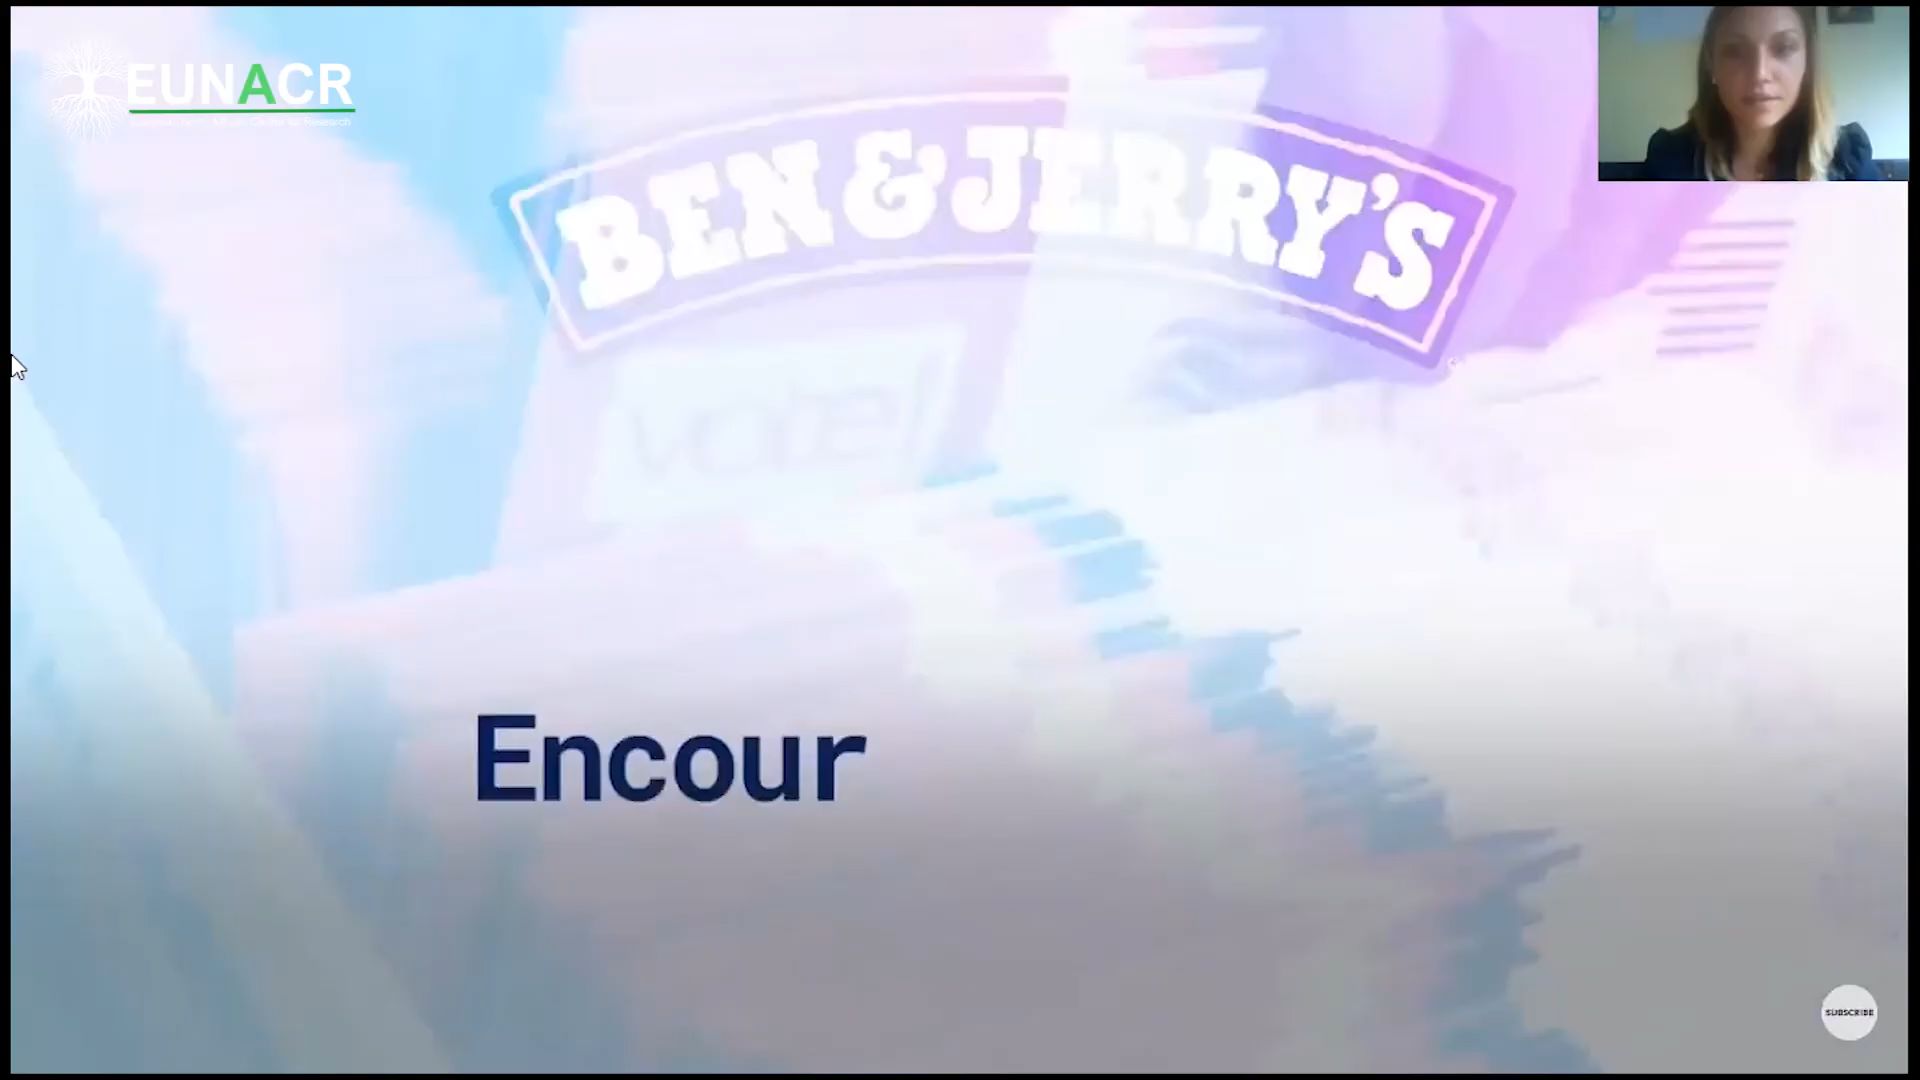 EUNACR
BEN & JERRY'S
vote!
Encour
SUBSCRIBE